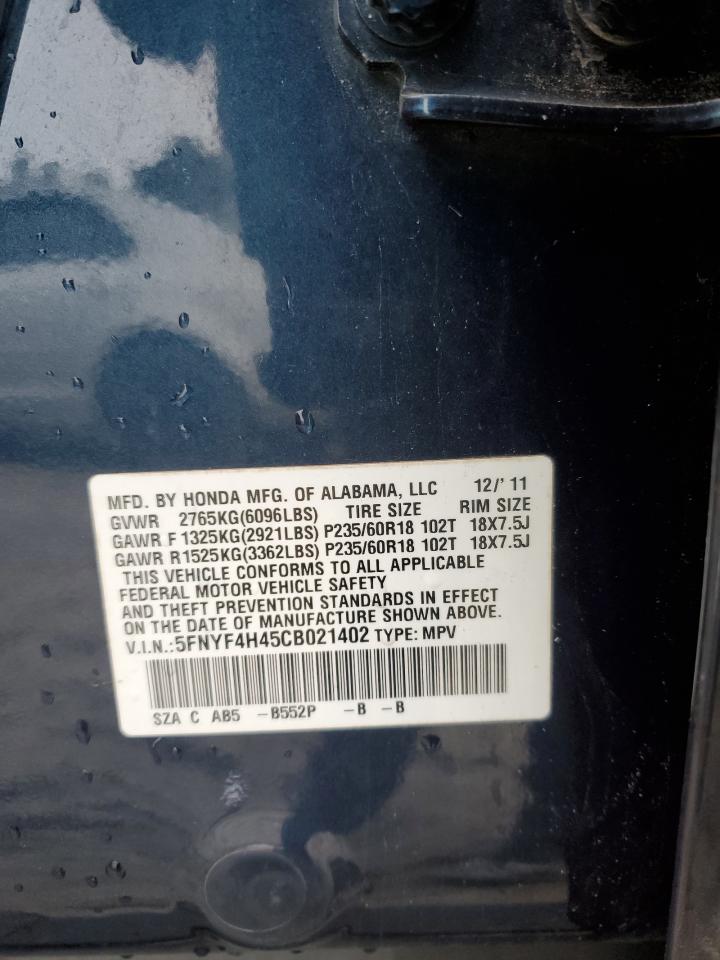 MFD. BY HONDA MFG. OF ALABAMA, LLC 12/'11
GVWR 2765KG(6096LBS) TIRE SIZE RIM SIZE
GAWR F 1325KG(2921LBS) P235/60R18 102T 18X7.5J
GAWR R1525KG(3362LBS) P235/60R18 102T 18X7.5J
THIS VEHICLE CONFORMS TO ALL APPLICABLE
FEDERAL MOTOR VEHICLE SAFETY
AND THEFT PREVENTION STANDARDS IN EFFECT
ON THE DATE OF MANUFACTURE SHOWN ABOVE.
V.I.N.:5FNYF4H45CB021402 TYPE: MPV
SZA C AB5 -B552P -B -B